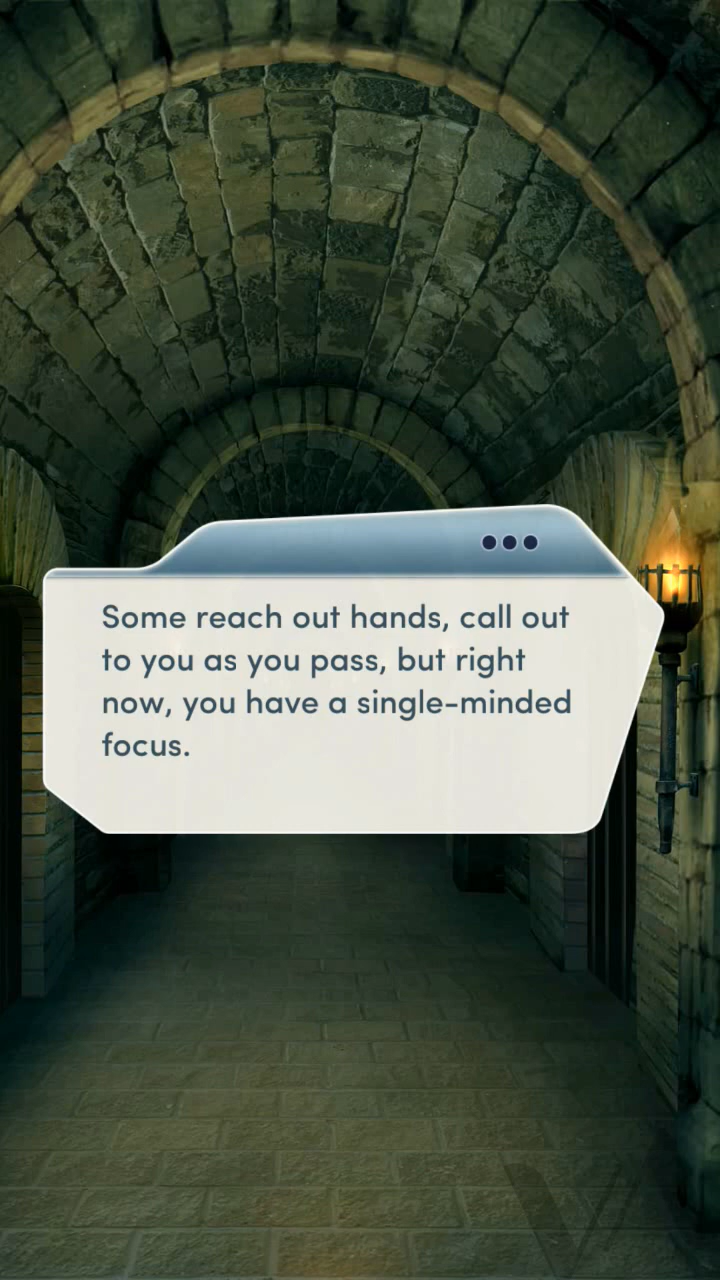 Some reach out hands, call out
to you as you pass, but right
now, you have a single-minded
focus.